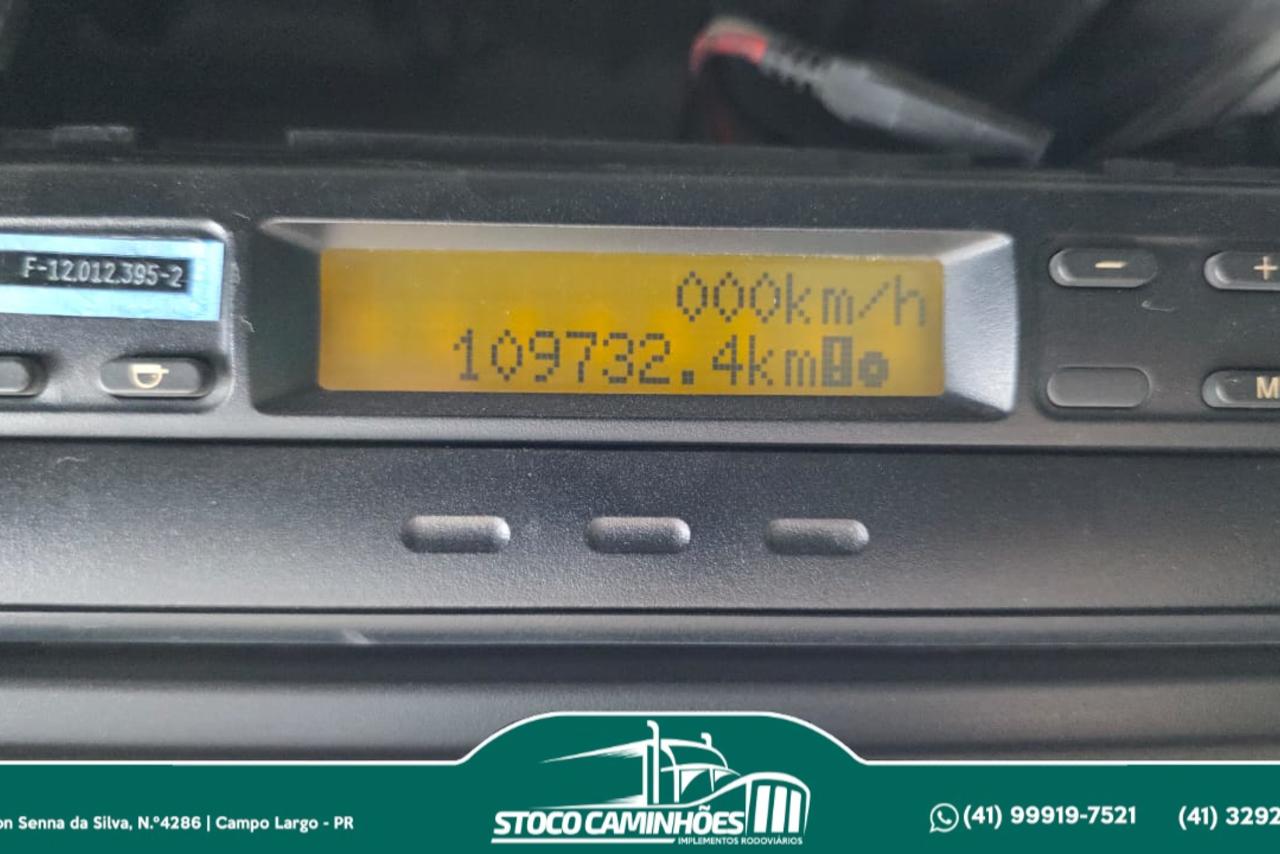 F-12.012.395-2
000km/h
109732.4km
M
on Senna da Silva, N.º4286 | Campo Largo - PR
STOCO CAMINHÕES
IMPLEMENTOS RODOVIÁRIOS
(41) 99919-7521
(41) 3292